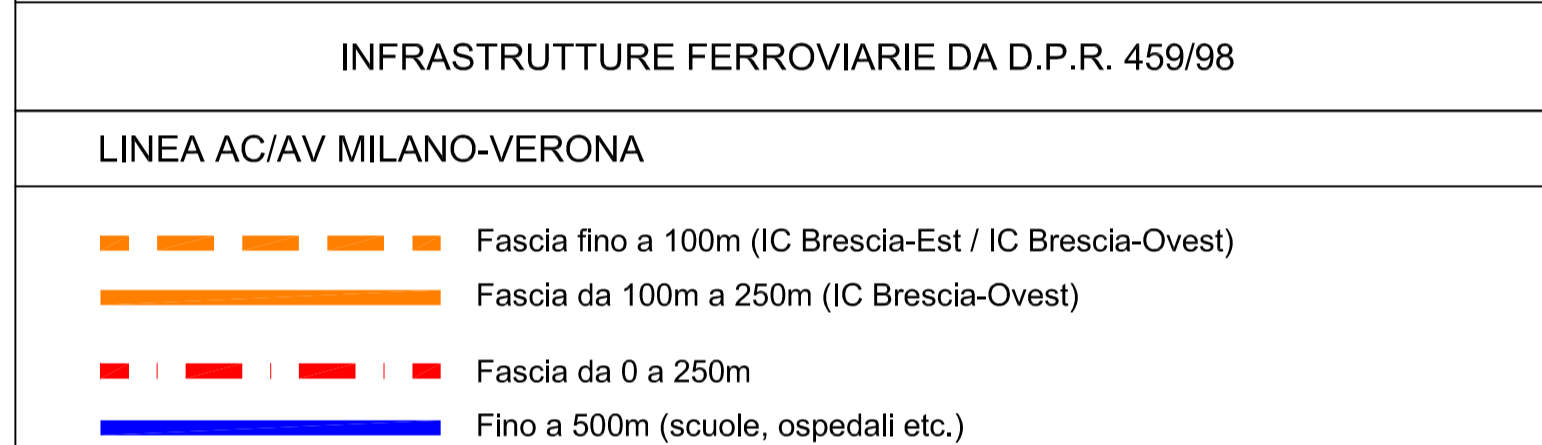 INFRASTRUTTURE FERROVIARIE DA D.P.R. 459/98
LINEA AC/AV MILANO-VERONA
Fascia fino a 100m (IC Brescia-Est / IC Brescia-Ovest)
Fascia da 100m a 250m (IC Brescia-Ovest)
Fascia da 0 a 250m
Fino a 500m (scuole, ospedali etc.)